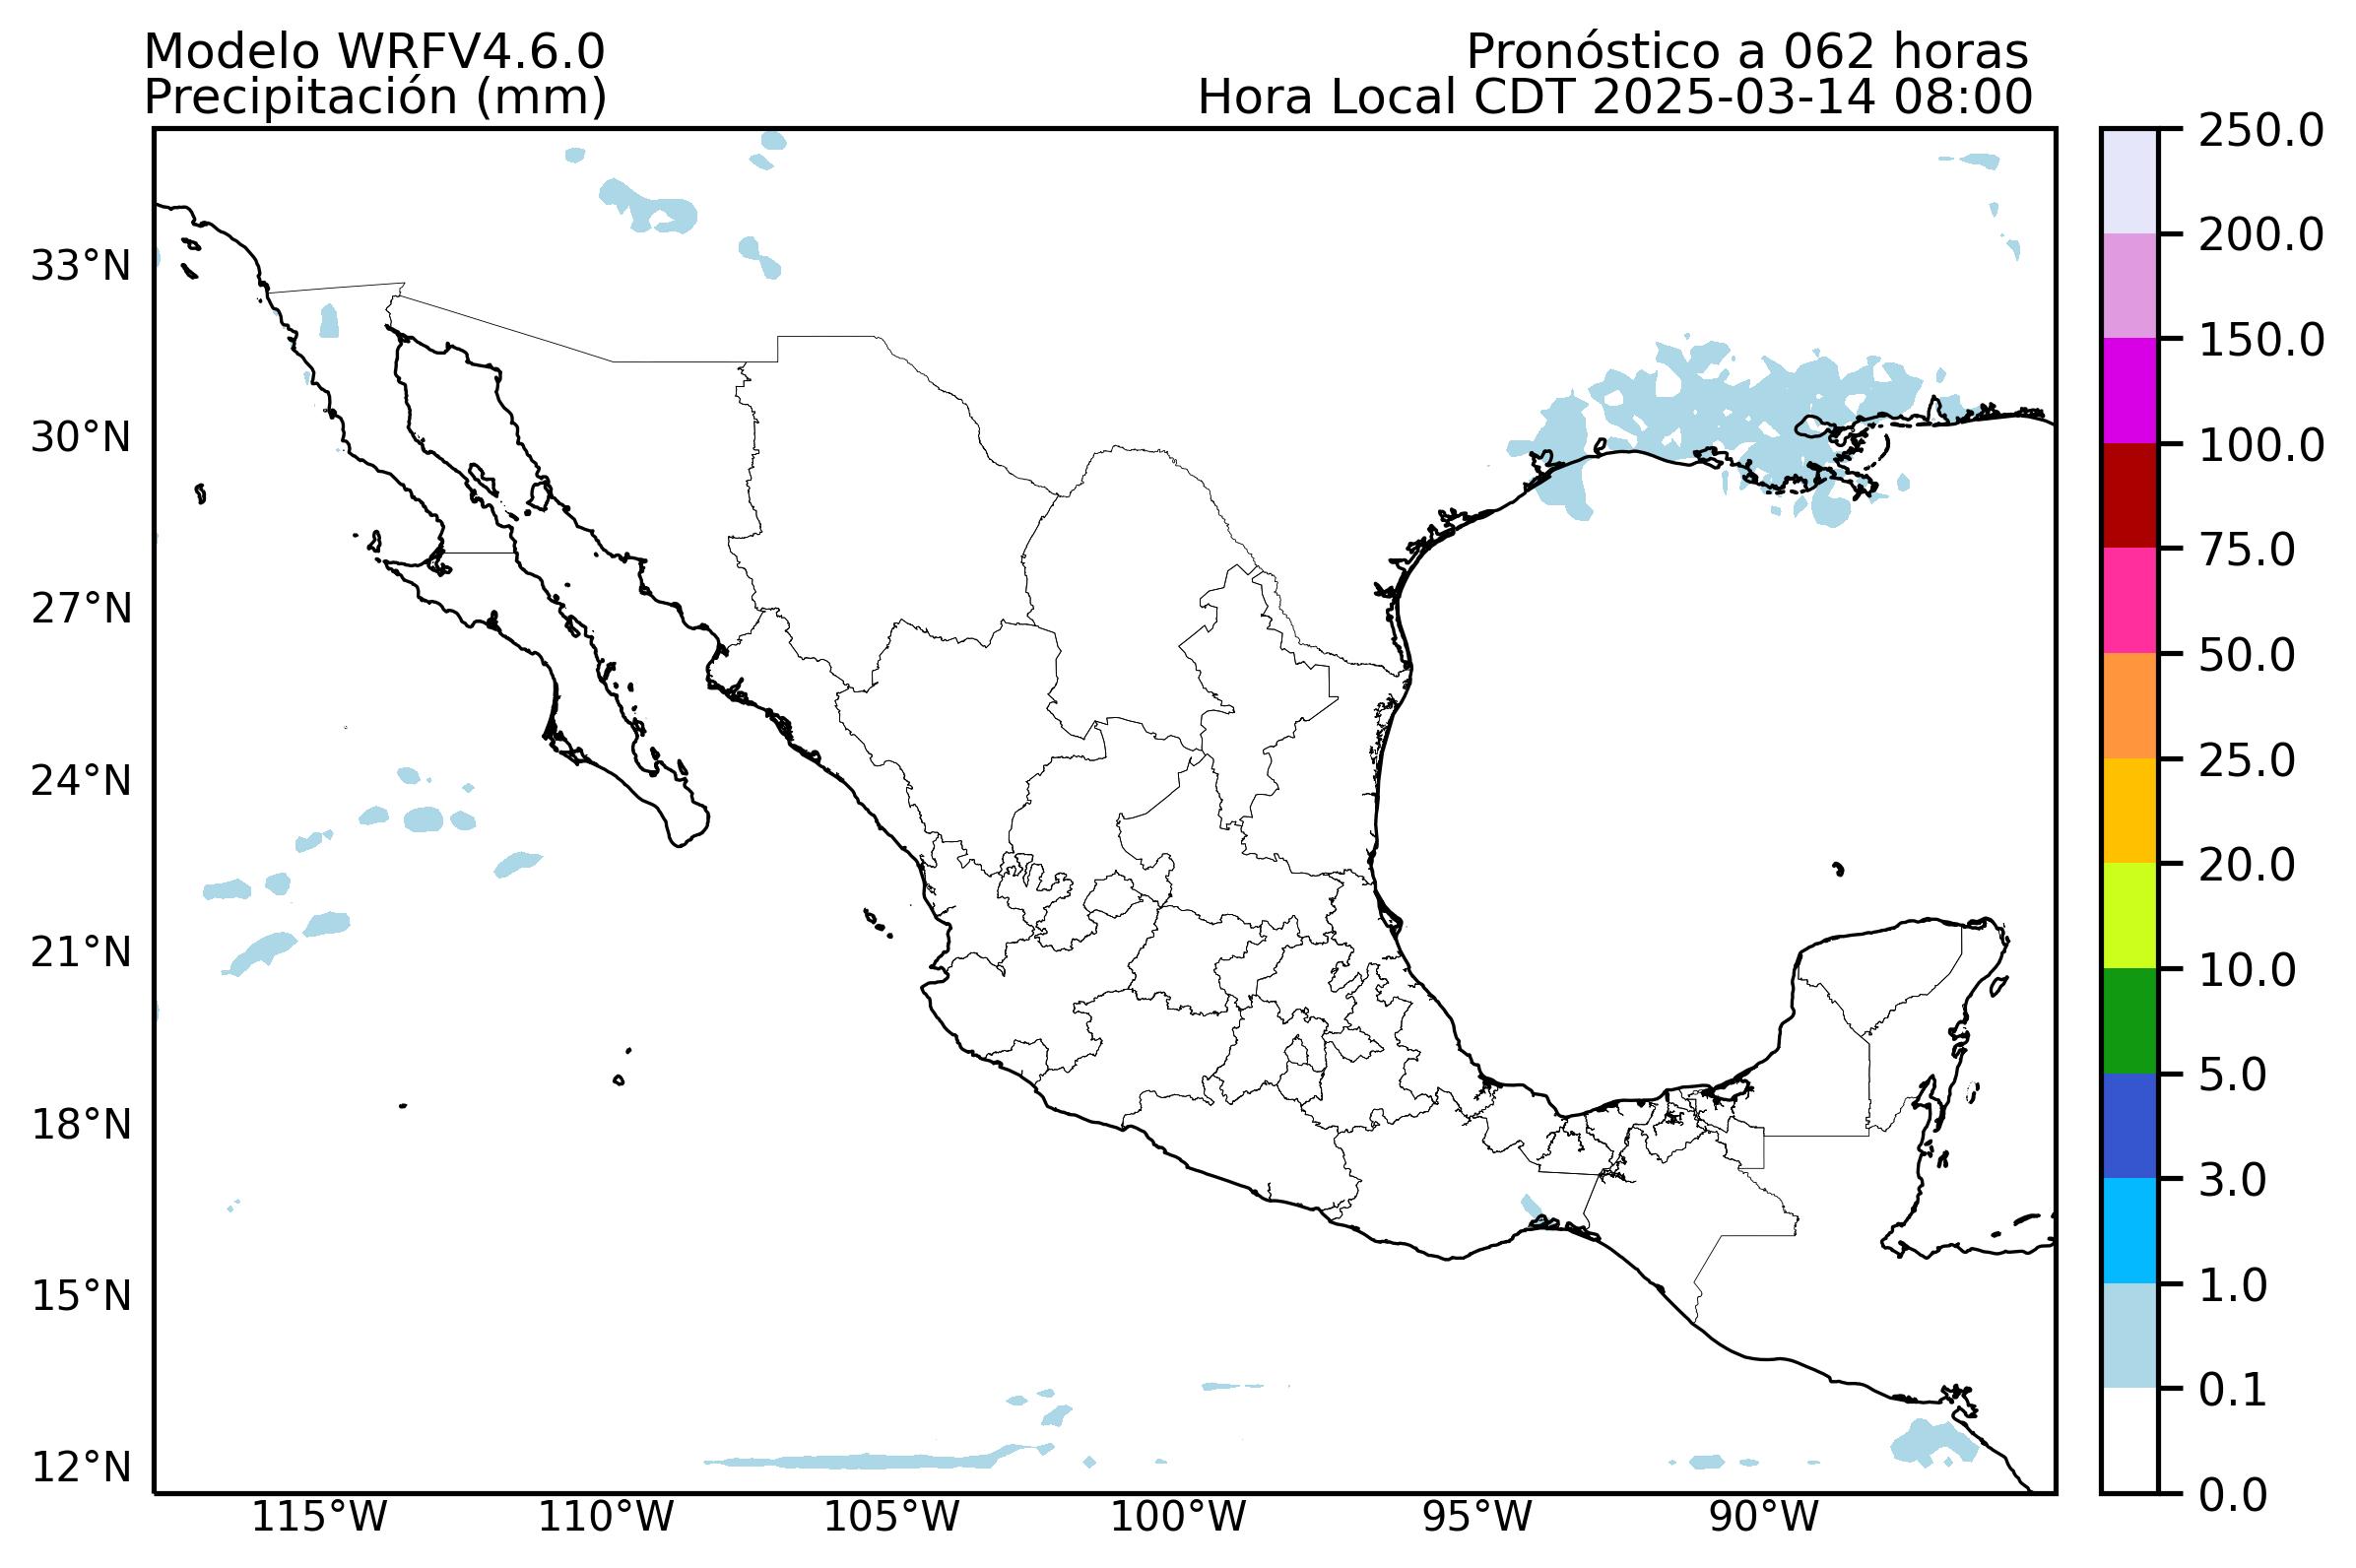 Modelo WRFV4.6.0
Precipitación (mm)
Pronóstico a 062 horas
Hora Local CDT 2025-03-14 08:00
33°N
30°N
27°N
24°N
21°N
18°N
15°N
12°N
115°W
110°W
105°W
100°W
95°W
90°W
250.0
200.0
150.0
100.0
75.0
50.0
25.0
20.0
10.0
5.0
3.0
1.0
0.1
0.0